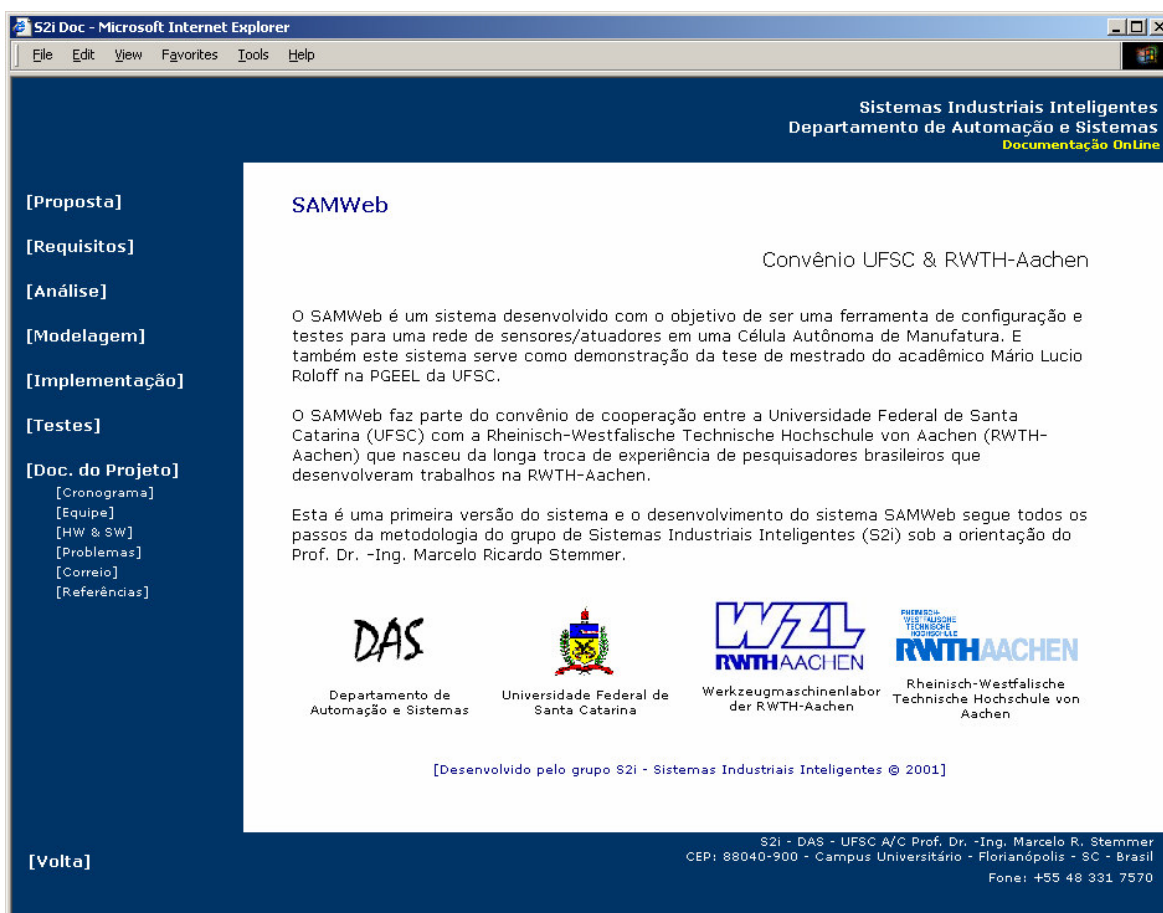 S2i Doc - Microsoft Internet Explorer
File Edit View Favorites Tools Help
Sistemas Industriais Inteligentes
Departamento de Automação e Sistemas
Documentação OnLine
[Proposta]
[Requisitos]
[Análise]
[Modelagem]
[Implementação]
[Testes]
[Doc. do Projeto]
[Cronograma]
[Equipe]
[HW & SW]
[Problemas]
[Correio]
[Referências]
SAMWeb
Convênio UFSC & RWTH-Aachen
O SAMWeb é um sistema desenvolvido com o objetivo de ser uma ferramenta de configuração e
testes para uma rede de sensores/atuadores em uma Célula Autônoma de Manufatura. E
também este sistema serve como demonstração da tese de mestrado do acadêmico Mário Lucio
Roloff na PGEEL da UFSC.
O SAMWeb faz parte do convênio de cooperação entre a Universidade Federal de Santa
Catarina (UFSC) com a Rheinisch-Westfalische Technische Hochschule von Aachen (RWTH-
Aachen) que nasceu da longa troca de experiência de pesquisadores brasileiros que
desenvolveram trabalhos na RWTH-Aachen.
Esta é uma primeira versão do sistema e o desenvolvimento do sistema SAMWeb segue todos os
passos da metodologia do grupo de Sistemas Industriais Inteligentes (S2i) sob a orientação do
Prof. Dr. -Ing. Marcelo Ricardo Stemmer.
DAS
Departamento de
Automação e Sistemas
Universidade Federal de
Santa Catarina
WZL
RWTHAACHEN
Werkzeugmaschinenlabor
der RWTH-Aachen
RHEINISCH-
WESTFALISCHE
TECHNISCHE
HOCHSCHULE
RWTHAACHEN
Rheinisch-Westfalische
Technische Hochschule von
Aachen
[Desenvolvido pelo grupo S2i - Sistemas Industriais Inteligentes © 2001]
[Volta]
S2i - DAS - UFSC A/C Prof. Dr. -Ing. Marcelo R. Stemmer
CEP: 88040-900 - Campus Universitário - Florianópolis - SC - Brasil
Fone: +55 48 331 7570